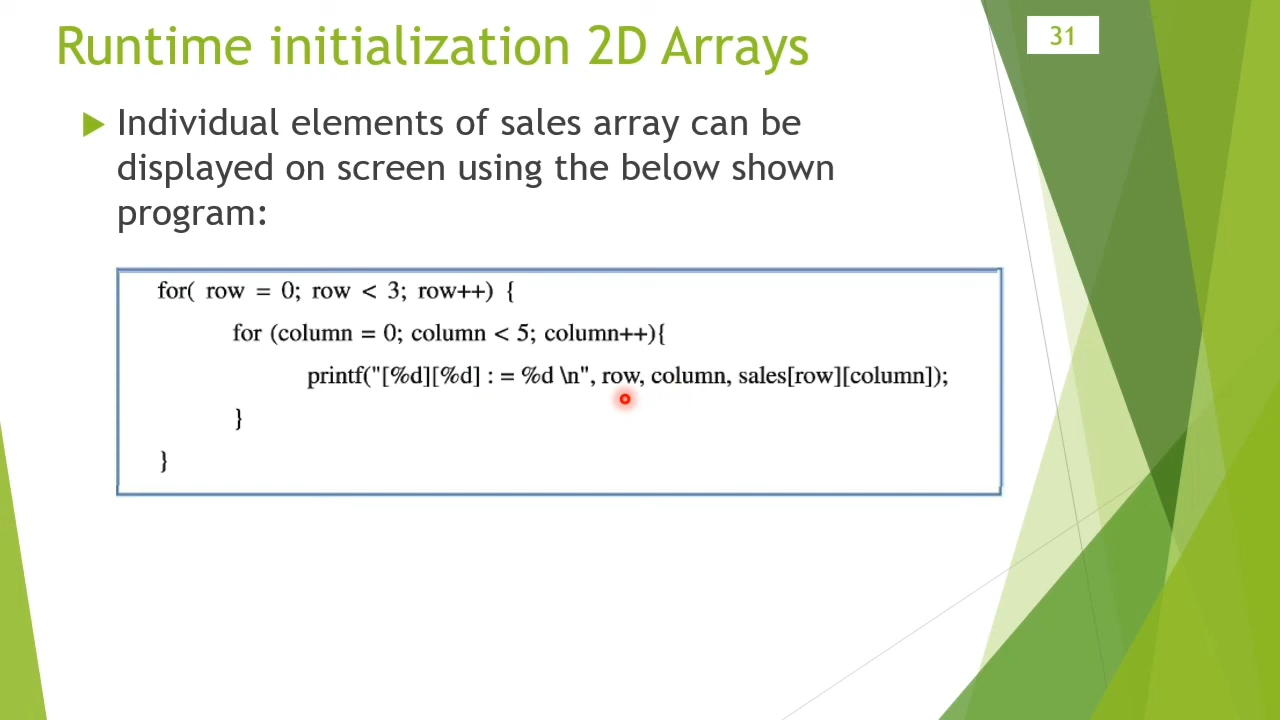 Runtime initialization 2D Arrays
31
Individual elements of sales array can be
displayed on screen using the below shown
program:
for( row = 0; row < 3; row++) {
for (column = 0; column < 5; column++){
printf("[%d][%d] : = %d \n", row, column, sales[row][column]);
}
}